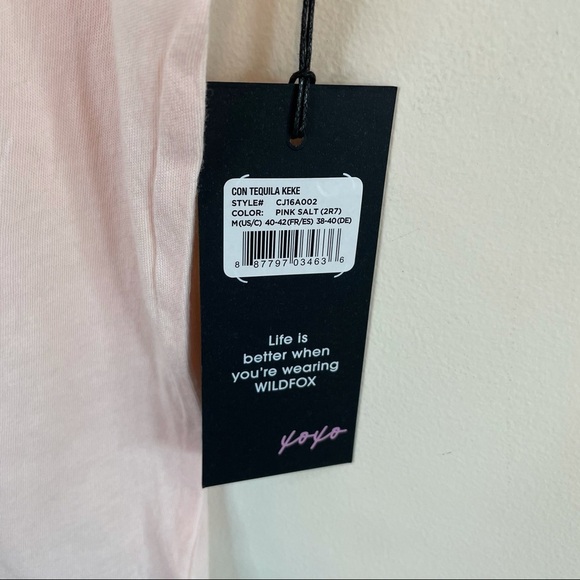 CON TEQUILA KEKE
STYLE# CJ16A002
COLOR: PINK SALT (2R7)
M(US/C) 40-42(FR/ES) 38-40(DE)
8 87797 03463 6
Life is
better when
you're wearing
WILDFOX
xoxo